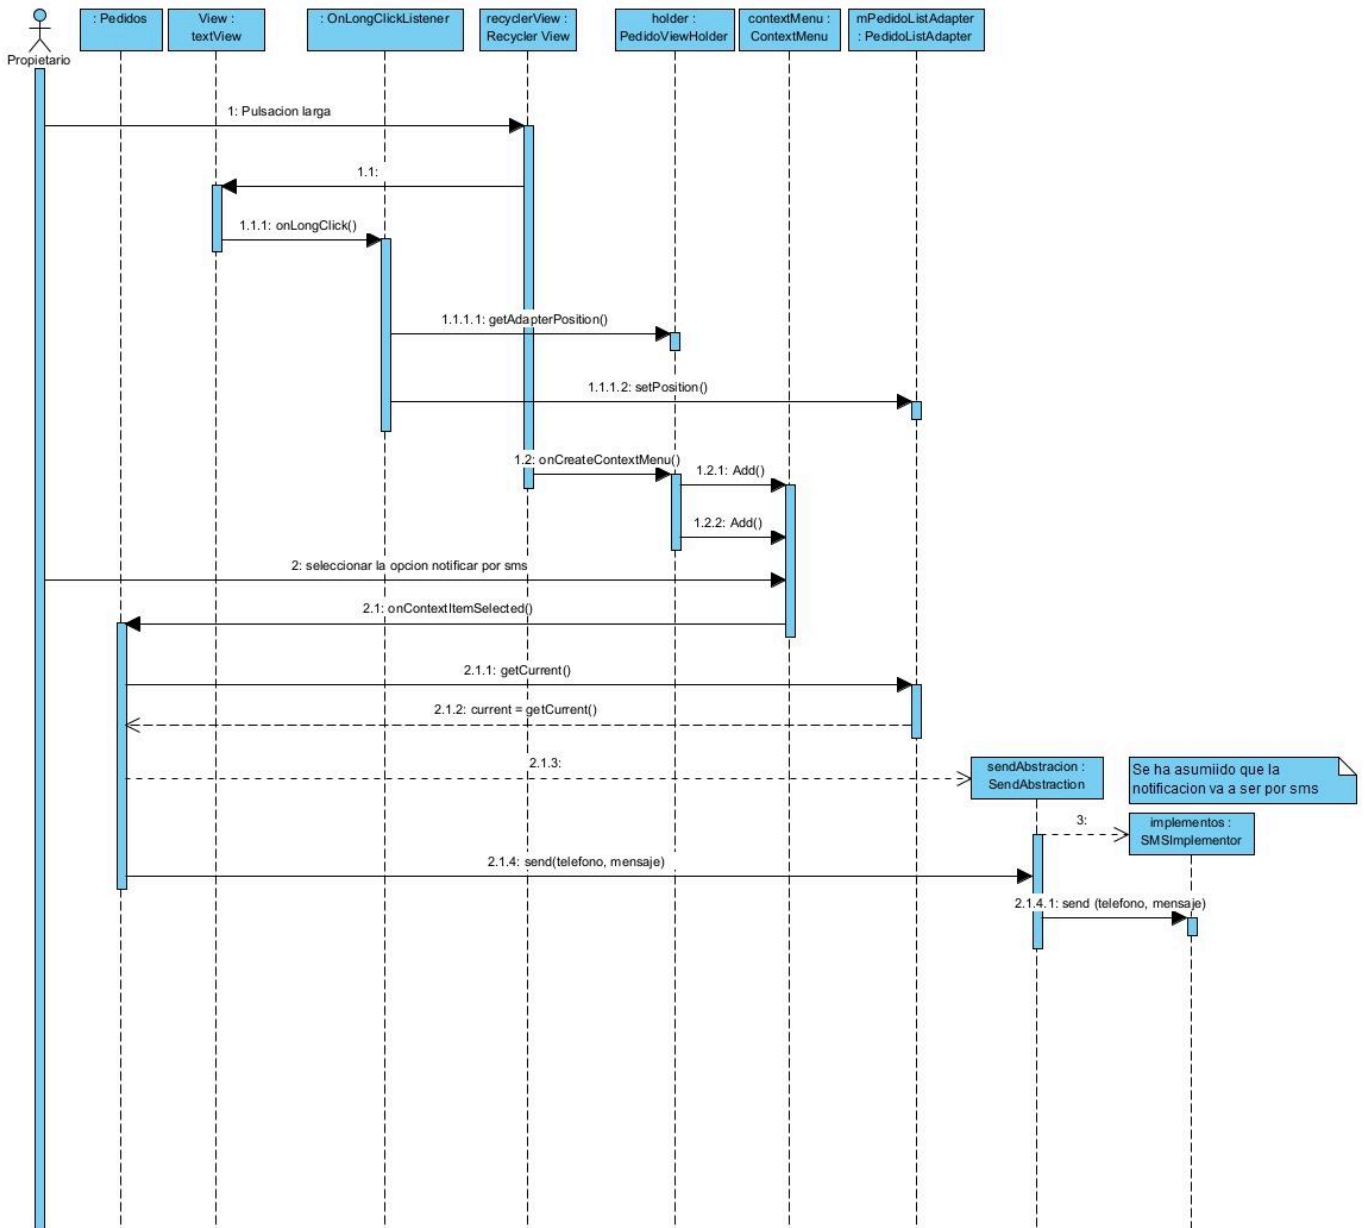 Propietario
: Pedidos
View :
textView
: OnLongClickListener
recyclerView :
Recycler View
holder :
PedidoViewHolder
contextMenu :
ContextMenu
mPedidoListAdapter
: PedidoListAdapter
1: Pulsacion larga
1.1:
1.1.1: onLongClick()
1.1.1.1: getAdapterPosition()
1.1.1.2: setPosition()
1.2: onCreateContextMenu()
1.2.1: Add()
1.2.2: Add()
2: seleccionar la opcion notificar por sms
2.1: onContextItemSelected()
2.1.1: getCurrent()
2.1.2: current = getCurrent()
2.1.3:
sendAbstracion :
SendAbstraction
Se ha asumiido que la
notificacion va a ser por sms
3:
implementos :
SMSImplementor
2.1.4: send(telefono, mensaje)
2.1.4.1: send (telefono, mensaje)